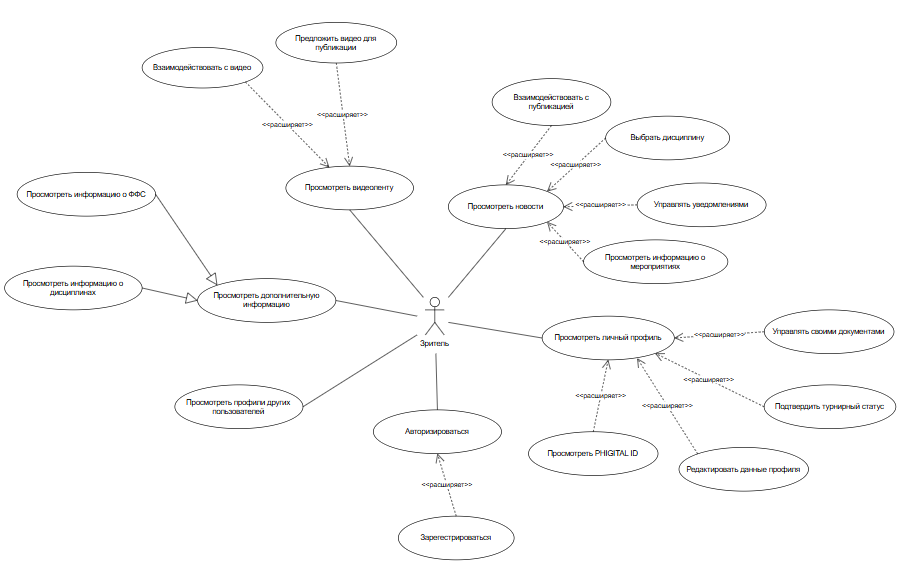 Предложить видео для
публикации
Взаимодействовать с видео
<<расширяет>>
<<расширяет>>
Просмотреть видеоленту
Взаимодействовать с
публикацией
Выбрать дисциплину
<<расширяет>>
<<расширяет>>
Просмотреть новости
<<расширяет>>
Управлять уведомлениями
<<расширяет>>
Просмотреть информацию о
мероприятиях
Просмотреть информацию о ФФС
Просмотреть информацию о
дисциплинах
Просмотреть дополнительную
информацию
Зритель
Просмотреть личный профиль
<<расширяет>>
Управлять своими документами
<<расширяет>>
Подтвердить турнирный статус
<<расширяет>>
<<расширяет>>
Просмотреть PHIGITAL ID
Редактировать данные профиля
Просмотреть профили других
пользователей
Авторизироваться
<<расширяет>>
Зарегестрироваться